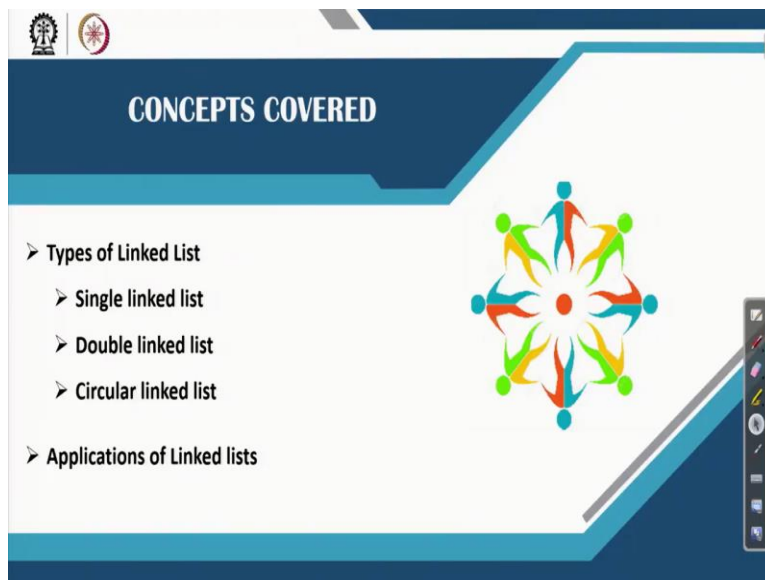 CONCEPTS COVERED
Types of Linked List
Single linked list
Double linked list
Circular linked list
Applications of Linked lists